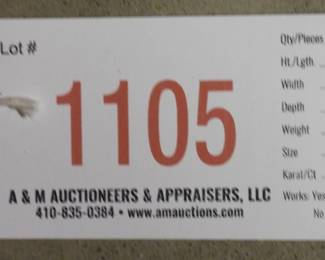 Lot #
1105
A & M AUCTIONEERS & APPRAISERS, LLC
410-835-0384 • www.amauctions.com
Qty/Pieces
Ht./Lgth.
Width
Depth
Weight
Size
Karat/Ct.
Works: Yes
No